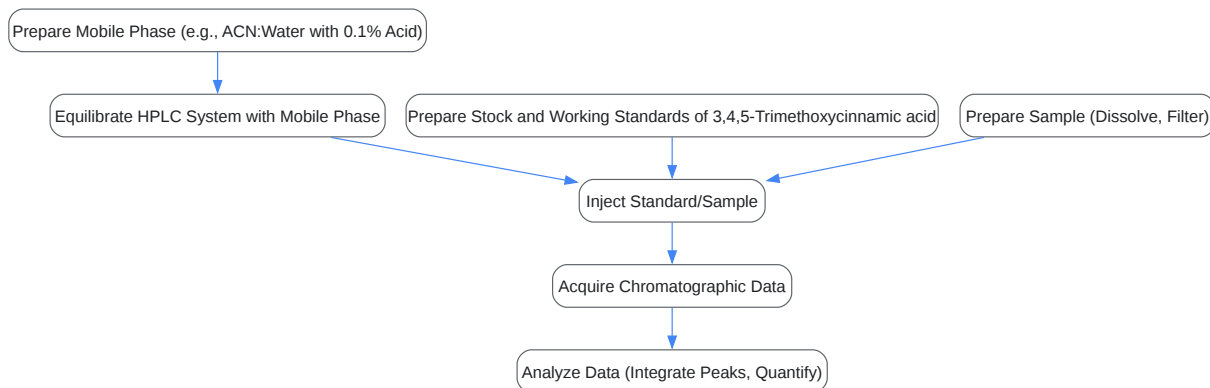 Prepare Mobile Phase (e.g., ACN:Water with 0.1% Acid)
Equilibrate HPLC System with Mobile Phase
Prepare Stock and Working Standards of 3,4,5-Trimethoxycinnamic acid
Prepare Sample (Dissolve, Filter)
Inject Standard/Sample
Acquire Chromatographic Data
Analyze Data (Integrate Peaks, Quantify)